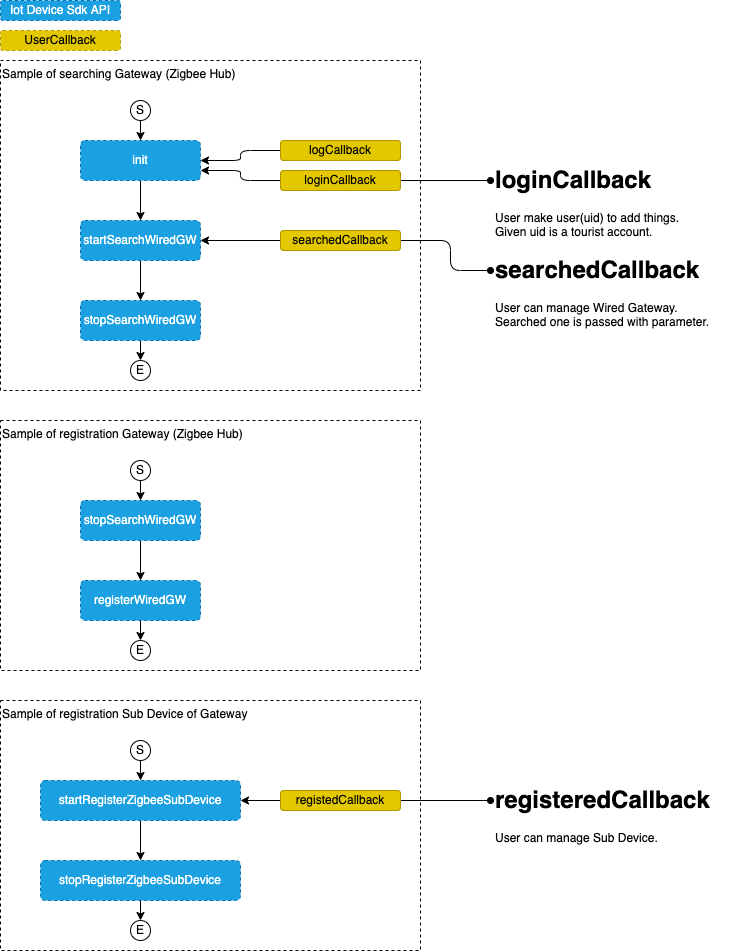 Iot Device Sdk API
UserCallback
Sample of searching Gateway (Zigbee Hub)
S
init
logCallback
loginCallback
loginCallback
User make user(uid) to add things.
Given uid is a tourist account.
startSearchWiredGW
searchedCallback
searchedCallback
User can manage Wired Gateway.
Searched one is passed with parameter.
stopSearchWiredGW
E
Sample of registration Gateway (Zigbee Hub)
S
stopSearchWiredGW
registerWiredGW
E
Sample of registration Sub Device of Gateway
S
startRegisterZigbeeSubDevice
registedCallback
registeredCallback
User can manage Sub Device.
stopRegisterZigbeeSubDevice
E